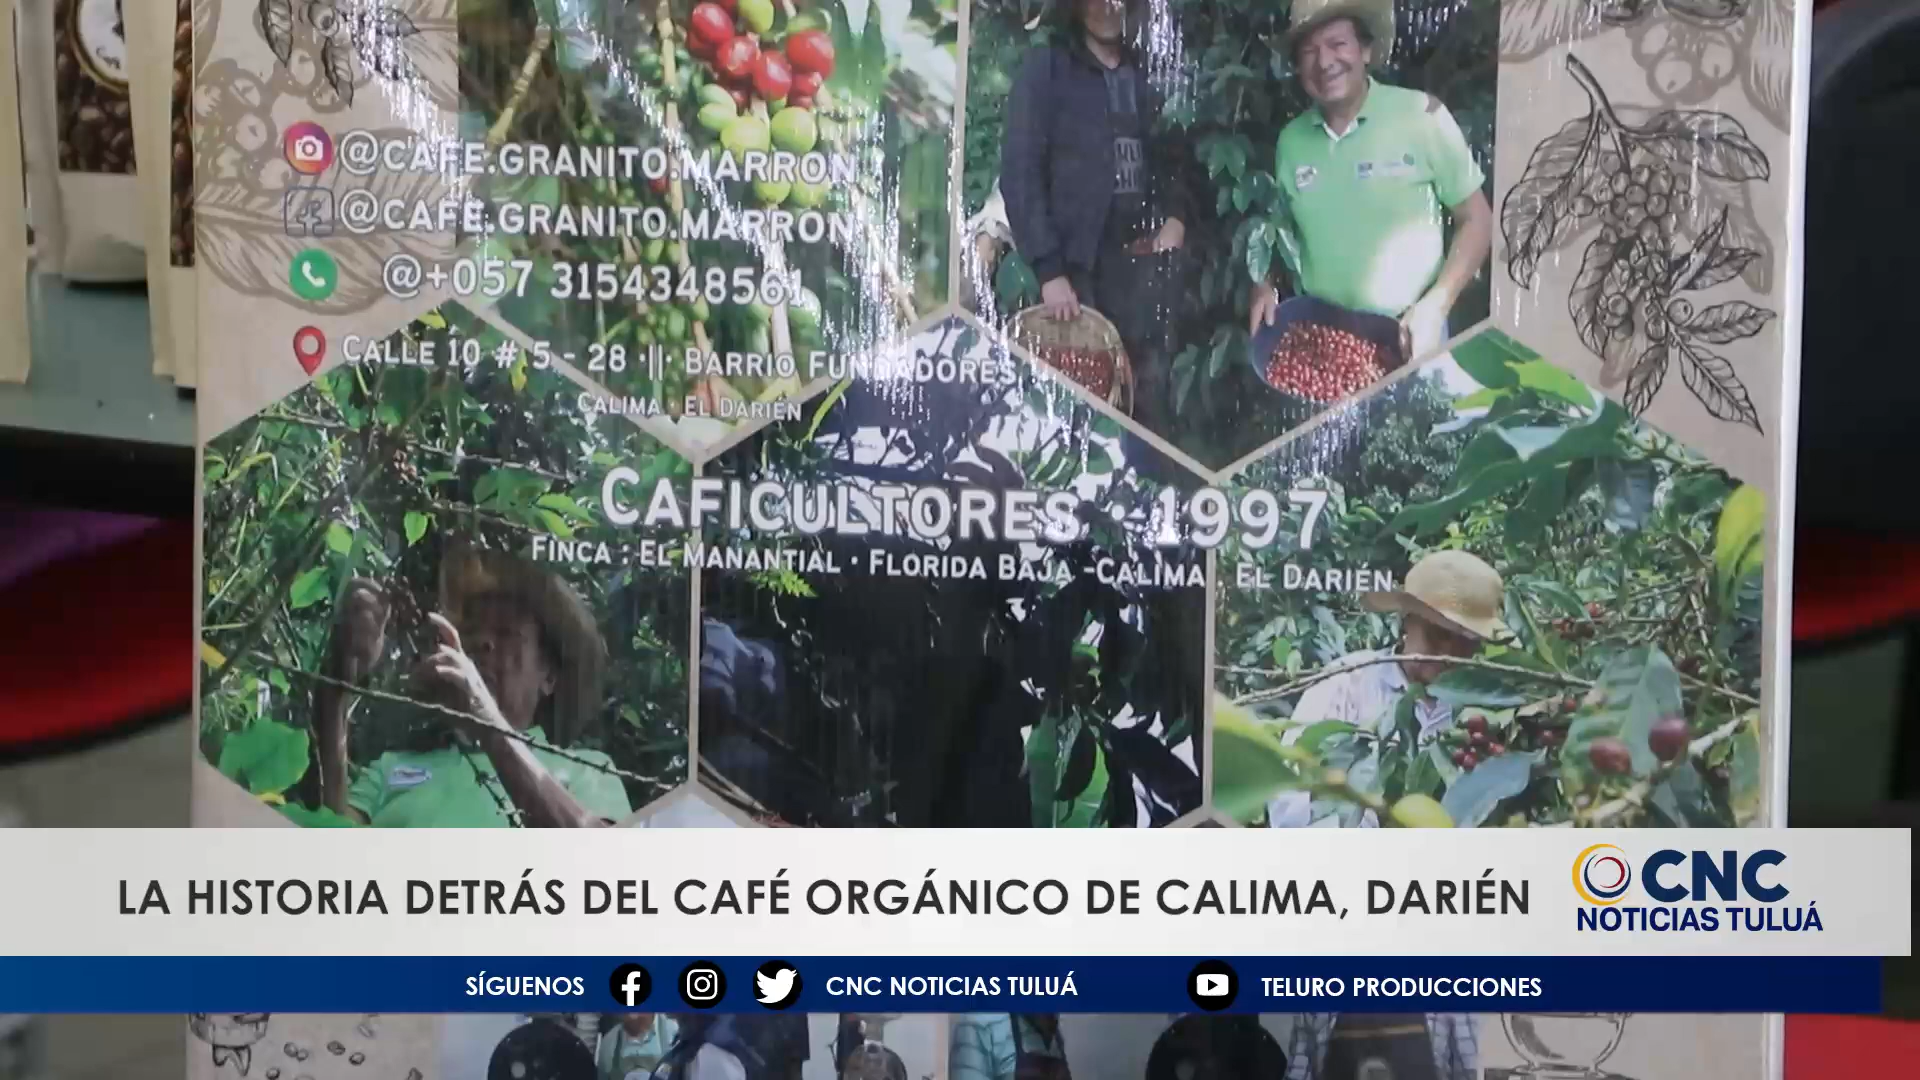 @CAFE.GRANITO.MARRON
@CAFE.GRANITO.MARRON
@+057 3154348561
CALLE 10 # 5 - 28 ·||· BARRIO FUNDADORES
CALIMA · EL DARIÉN
CAFICULTORES · 1997
FINCA : EL MANANTIAL · FLORIDA BAJA -CALIMA . EL DARIÉN
LA HISTORIA DETRÁS DEL CAFÉ ORGÁNICO DE CALIMA, DARIÉN
CNC
NOTICIAS TULUÁ
SÍGUENOS CNC NOTICIAS TULUÁ TELURO PRODUCCIONES